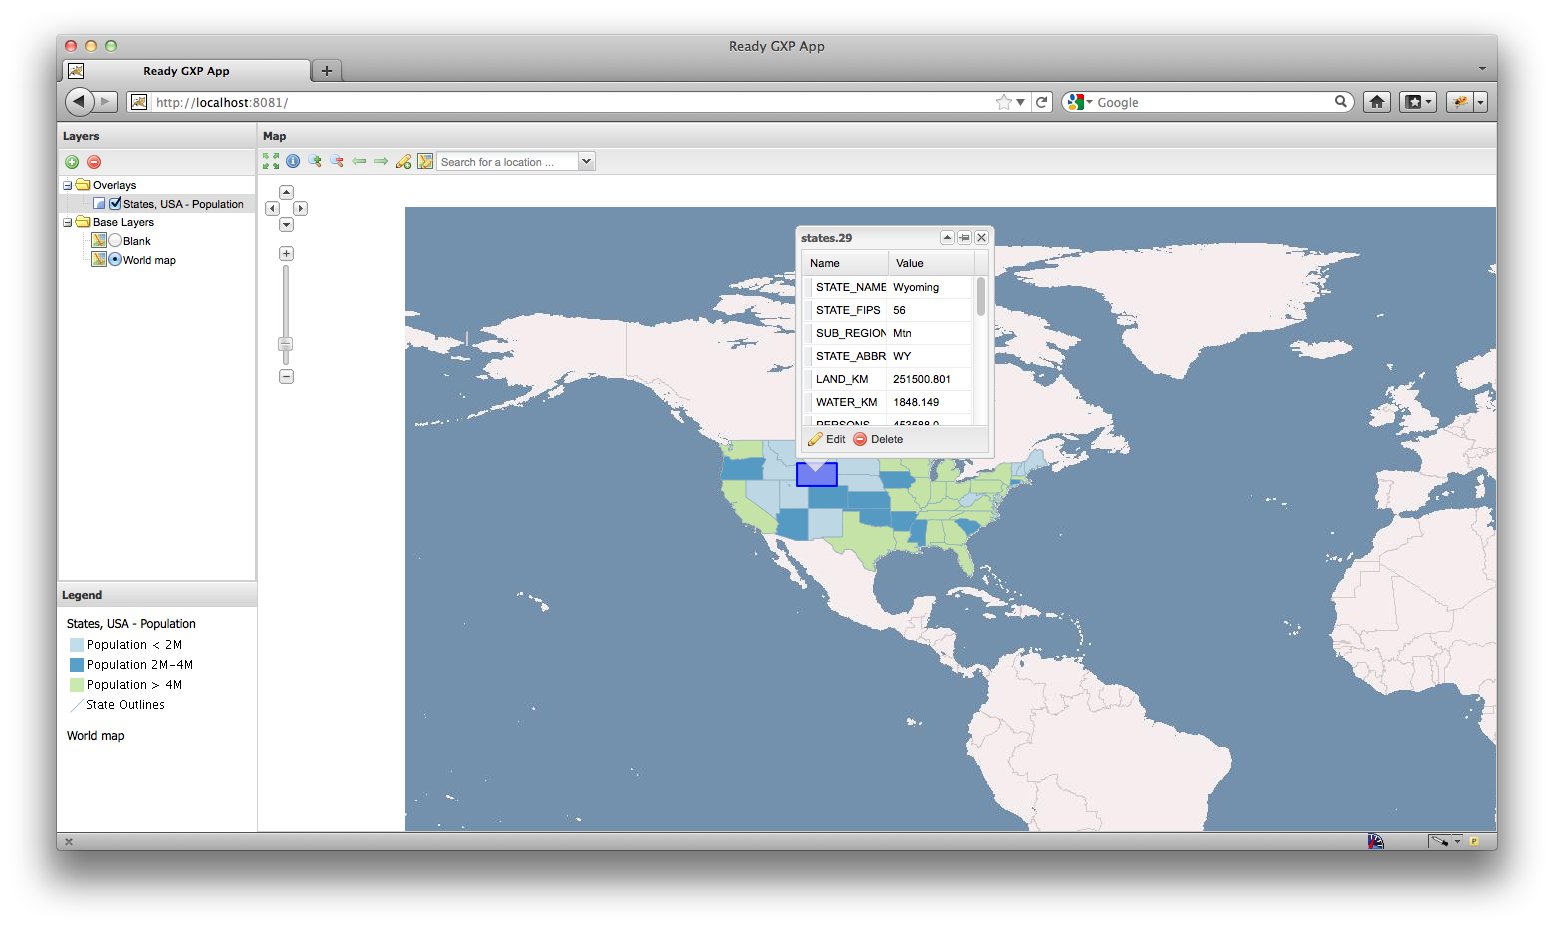 Ready GXP App
Ready GXP App
http://localhost:8081/
Google
Layers
Map
Search for a location ...
Overlays
States, USA - Population
Base Layers
Blank
World map
states.29
Name Value
STATE_NAME Wyoming
STATE_FIPS 56
SUB_REGION Mtn
STATE_ABBR WY
LAND_KM 251500.801
WATER_KM 1848.149
PERSONS 453588.0
Edit Delete
Legend
States, USA - Population
Population < 2M
Population 2M-4M
Population > 4M
State Outlines
World map